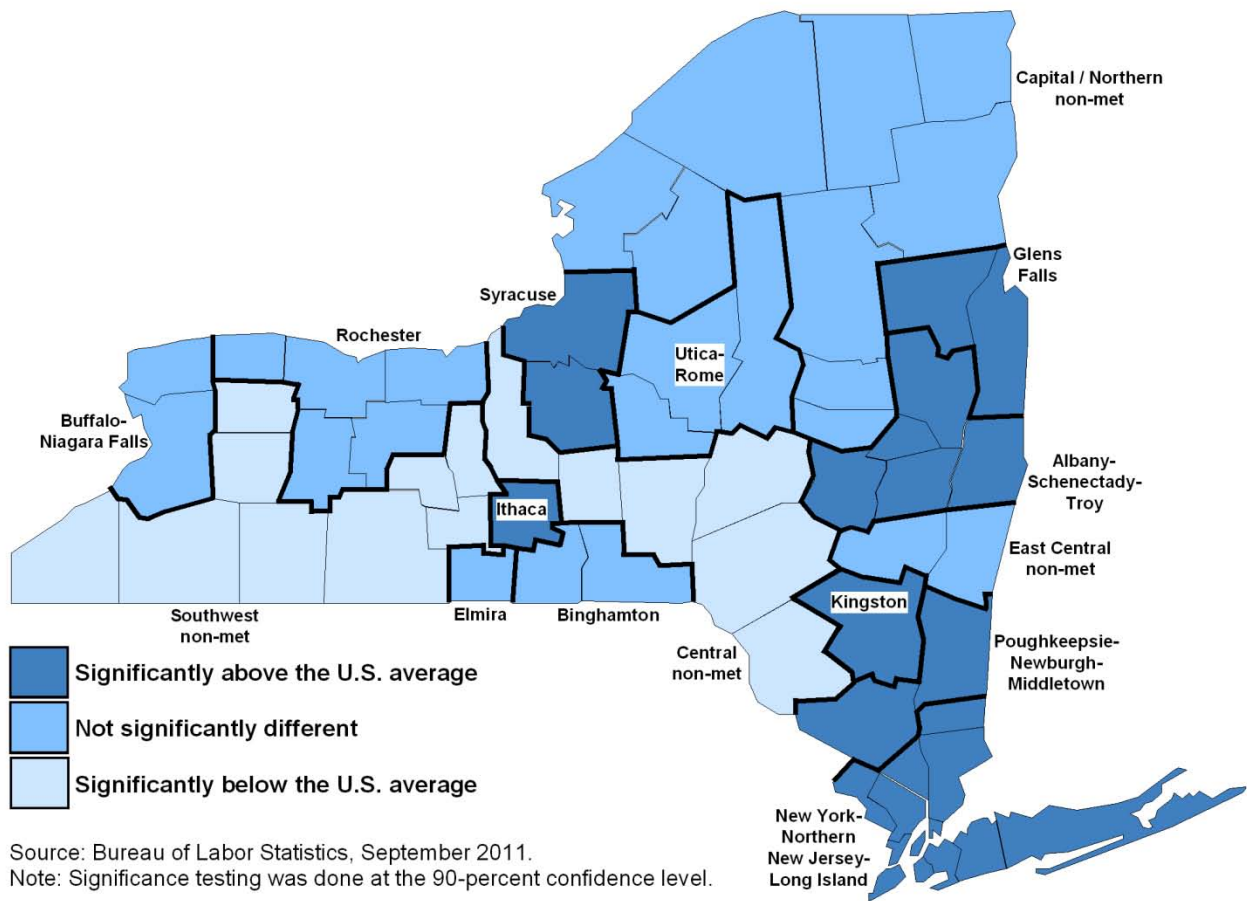 Capital / Northern
non-met
Glens
Falls
Syracuse
Rochester
Utica-
Rome
Buffalo-
Niagara Falls
Albany-
Schenectady-
Troy
Ithaca
East Central
non-met
Kingston
Southwest
non-met
Elmira
Binghamton
Central
non-met
Poughkeepsie-
Newburgh-
Middletown
Significantly above the U.S. average
Not significantly different
Significantly below the U.S. average
New York-
Northern
New Jersey-
Long Island
Source: Bureau of Labor Statistics, September 2011.
Note: Significance testing was done at the 90-percent confidence level.